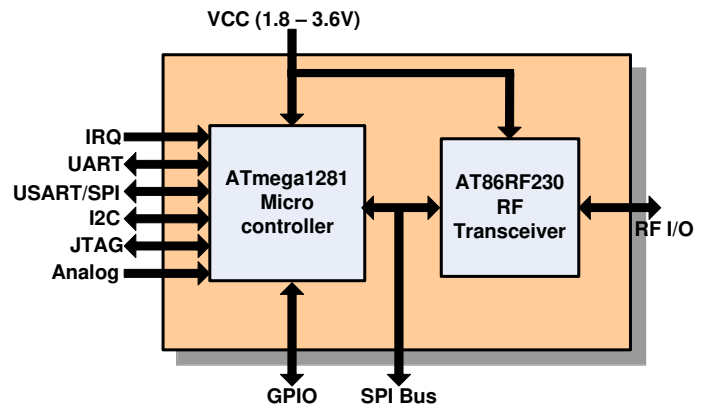 VCC (1.8 – 3.6V)
IRQ
UART
USART/SPI
I2C
JTAG
Analog
ATmega1281
Micro
controller
AT86RF230
RF
Transceiver
RF I/O
GPIO
SPI Bus